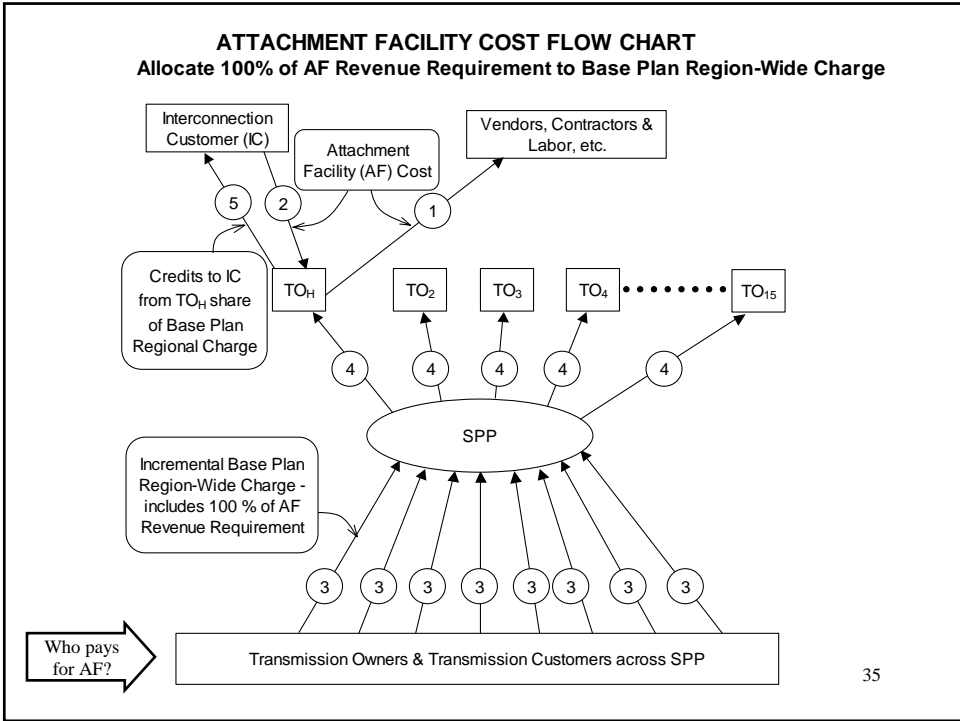 ATTACHMENT FACILITY COST FLOW CHART
Allocate 100% of AF Revenue Requirement to Base Plan Region-Wide Charge
Interconnection
Customer (IC)
Attachment
Facility (AF) Cost
Vendors, Contractors &
Labor, etc.
5
2
1
Credits to IC
from TOH share
of Base Plan
Regional Charge
TOH
TO2
TO3
TO4
TO15
4
4
4
4
4
SPP
Incremental Base Plan
Region-Wide Charge -
includes 100 % of AF
Revenue Requirement
3
3
3
3
3
3
3
3
Who pays
for AF?
Transmission Owners & Transmission Customers across SPP
35